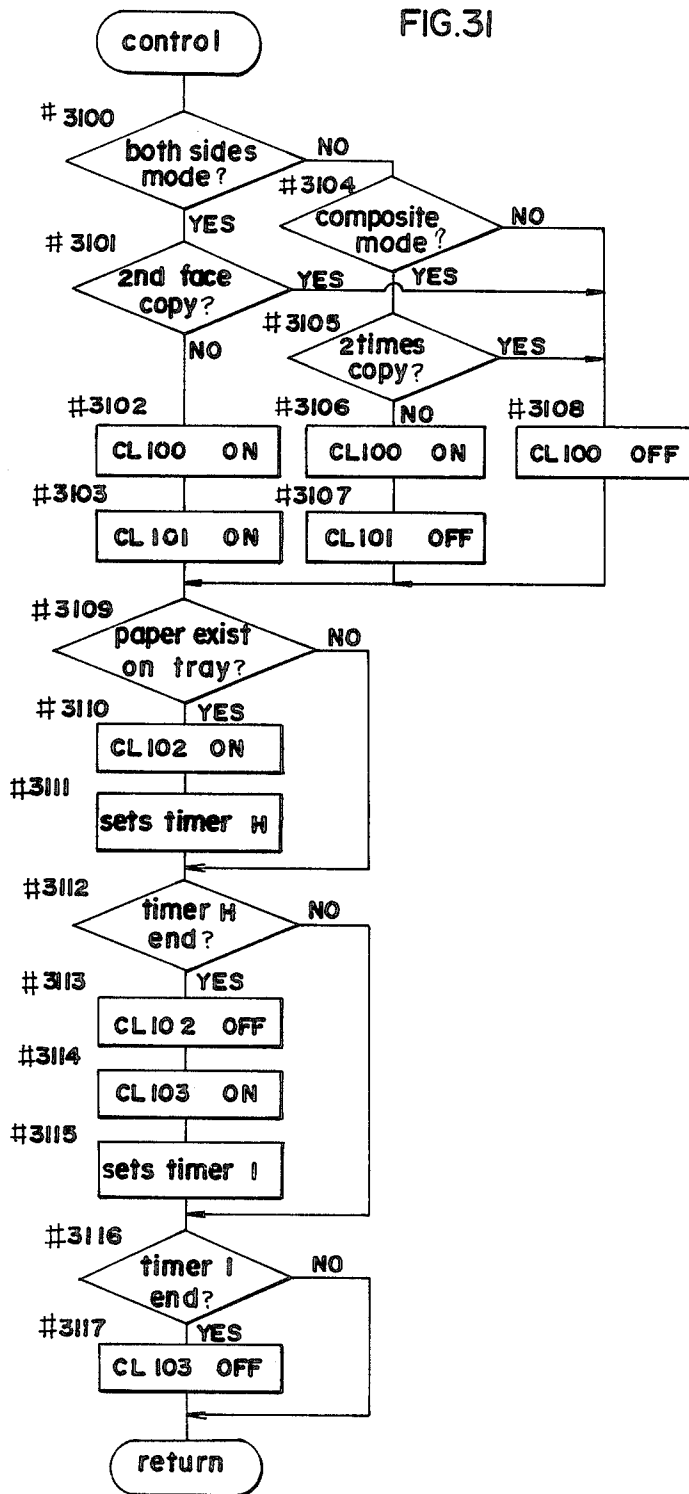 FIG.31
control
#3100
both sides
mode?
NO
YES
#3104
composite
mode?
NO
YES
#3101
2nd face
copy?
YES
NO
#3105
2times
copy?
YES
NO
#3102
CL100 ON
#3106
CL100 ON
#3108
CL100 OFF
#3103
CL101 ON
#3107
CL101 OFF
#3109
paper exist
on tray?
NO
YES
#3110
CL102 ON
#3111
sets timer H
#3112
timer H
end?
NO
YES
#3113
CL102 OFF
#3114
CL103 ON
#3115
sets timer I
#3116
timer I
end?
NO
YES
#3117
CL103 OFF
return